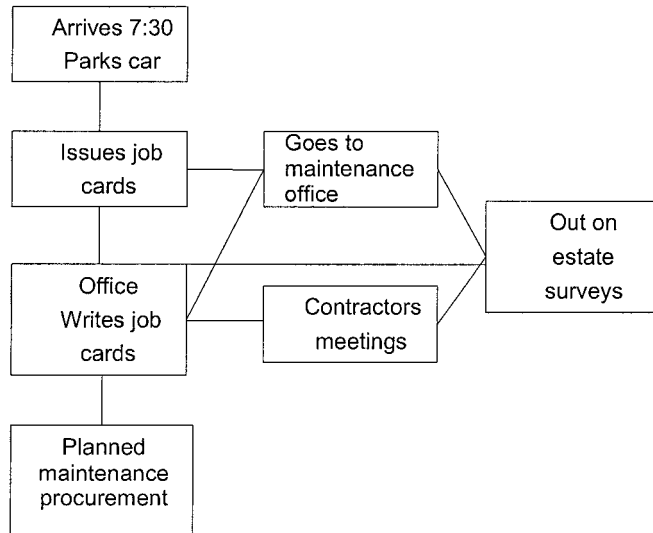 Arrives 7:30
Parks car
Issues job
cards
Goes to
maintenance
office
Out on
estate
surveys
Office
Writes job
cards
Contractors
meetings
Planned
maintenance
procurement